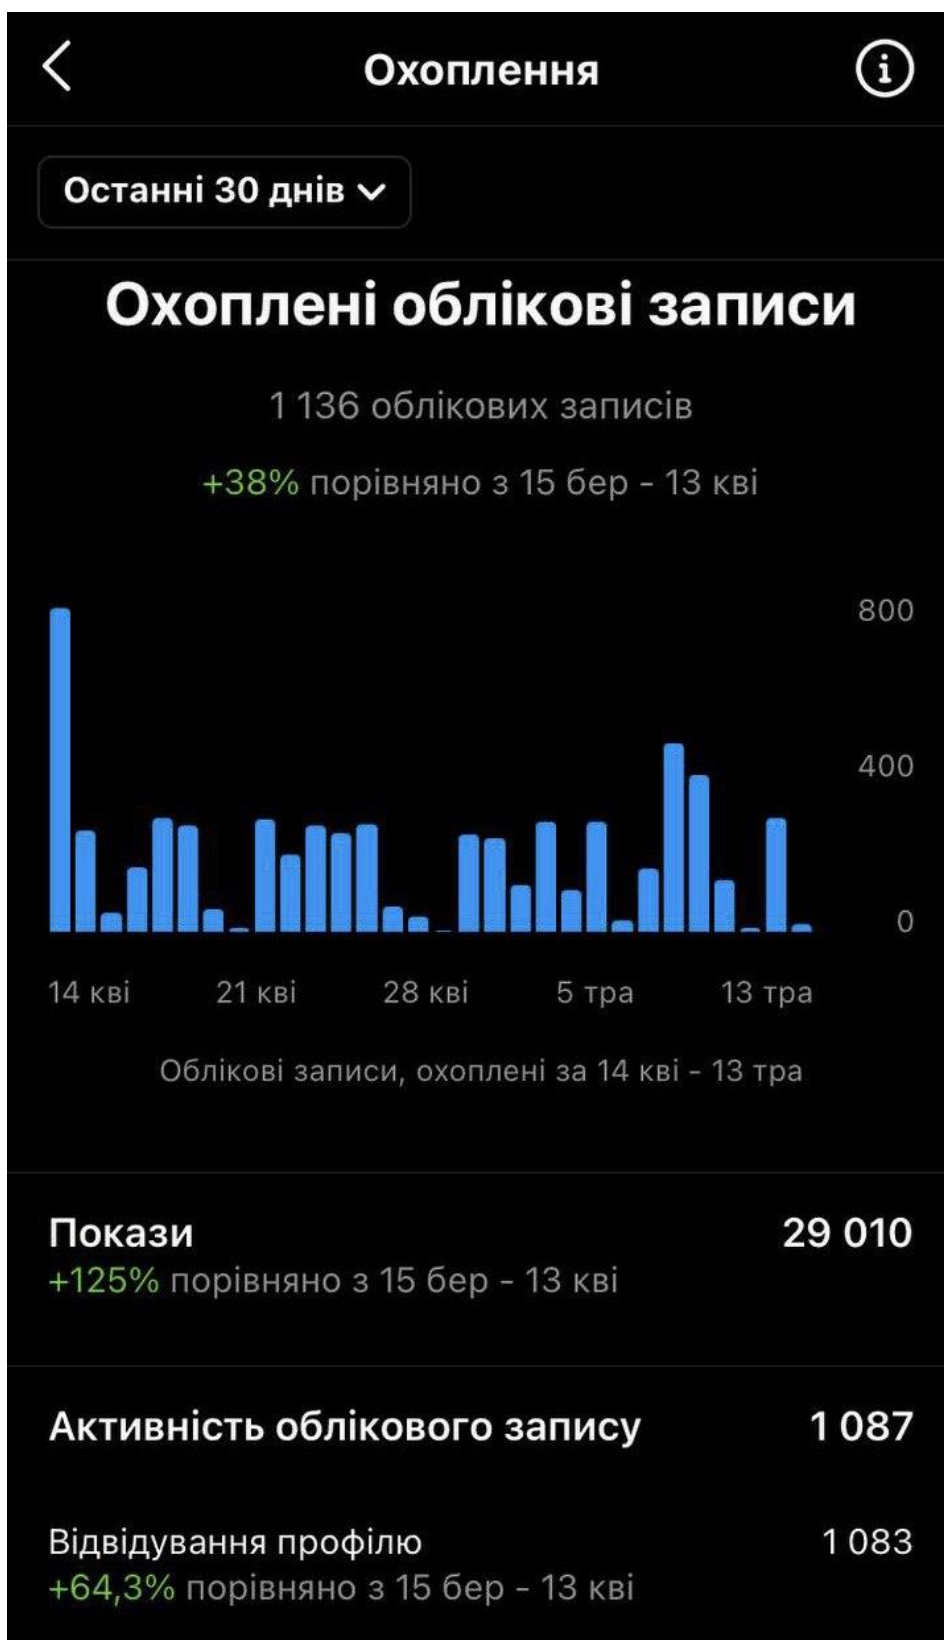 Охоплення
Останні 30 днів
Охоплені облікові записи
1 136 облікових записів
+38% порівняно з 15 бер - 13 кві
800
400
0
14 кві 21 кві 28 кві 5 тра 13 тра
Облікові записи, охоплені за 14 кві - 13 тра
Покази 29 010
+125% порівняно з 15 бер - 13 кві
Активність облікового запису 1 087
Відвідування профілю 1 083
+64,3% порівняно з 15 бер - 13 кві